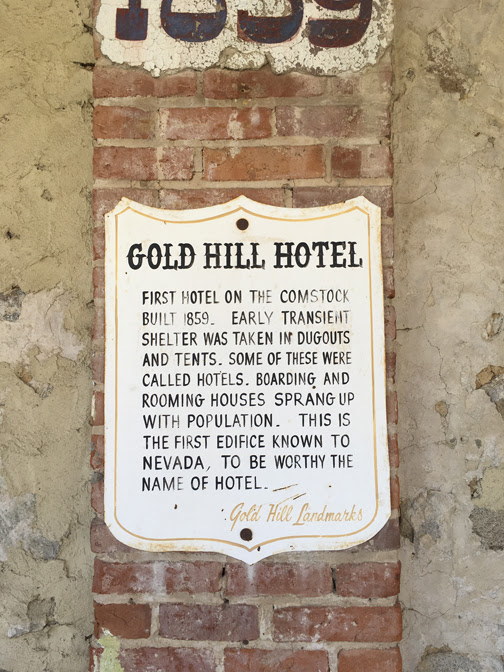 1859
GOLD HILL HOTEL
FIRST HOTEL ON THE COMSTOCK
BUILT 1859. EARLY TRANSIENT
SHELTER WAS TAKEN IN DUGOUTS
AND TENTS. SOME OF THESE WERE
CALLED HOTELS. BOARDING AND
ROOMING HOUSES SPRANG UP
WITH POPULATION. THIS IS
THE FIRST EDIFICE KNOWN TO
NEVADA, TO BE WORTHY THE
NAME OF HOTEL.
Gold Hill Landmarks